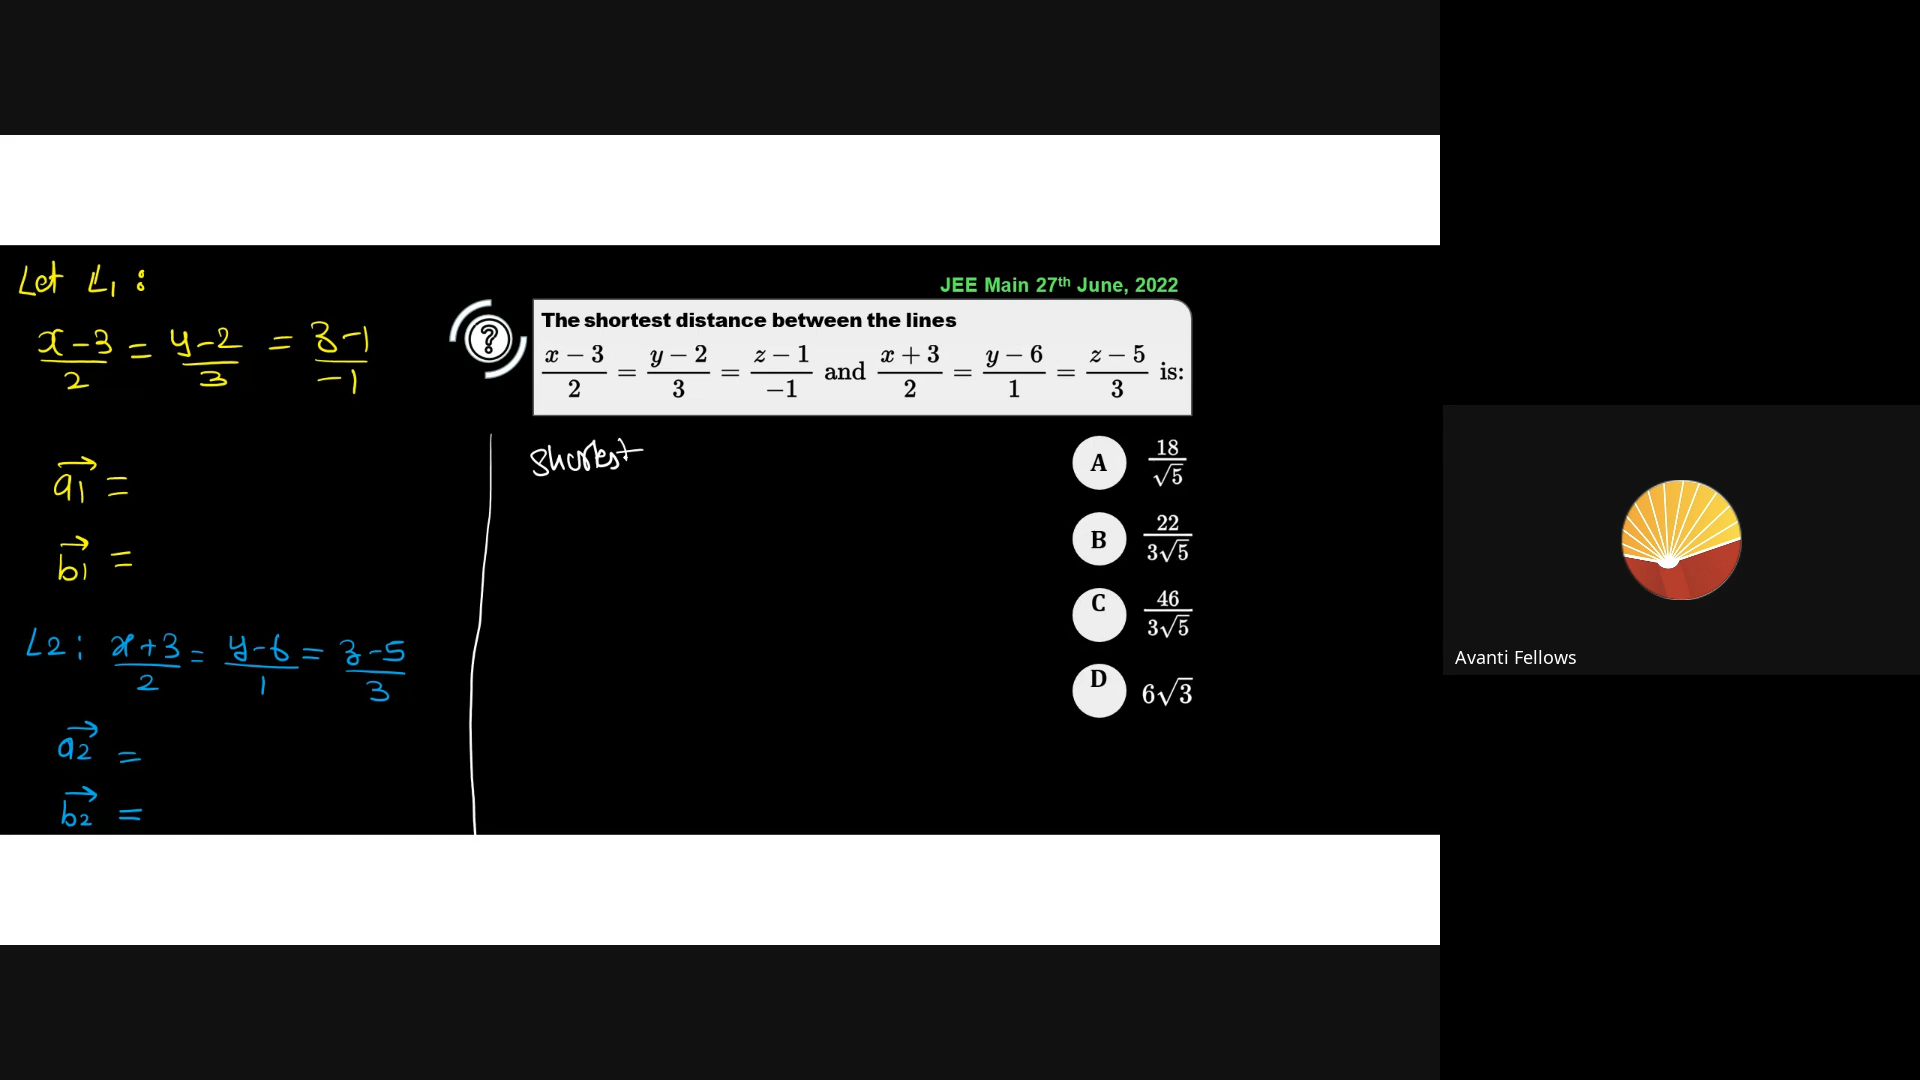 Let L₁ :
x-3/2 = y-2/3 = z-1/-1
a₁ =
b₁ =
L2: x+3/2 = y-6/1 = z-5/3
a₂ =
b₂ =
JEE Main 27th June, 2022
?
The shortest distance between the lines
x − 3/2 = y − 2/3 = z − 1/−1 and x + 3/2 = y − 6/1 = z − 5/3 is:
shortest
A 18/√5
B 22/3√5
C 46/3√5
D 6√3
Avanti Fellows